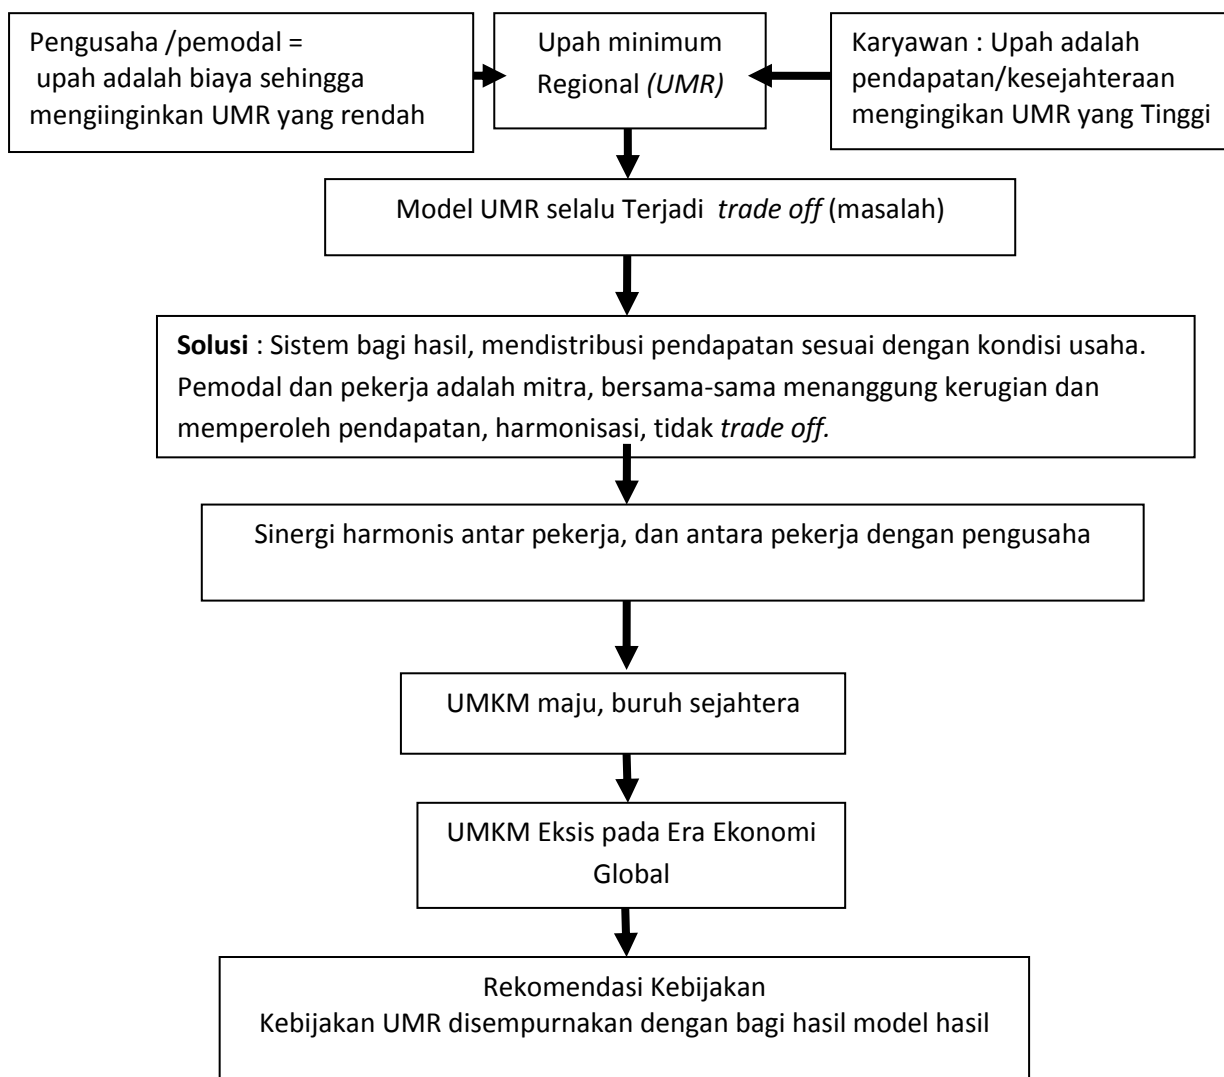 Pengusaha /pemodal =
upah adalah biaya sehingga
mengiinginkan UMR yang rendah
Upah minimum
Regional (UMR)
Karyawan : Upah adalah
pendapatan/kesejahteraan
mengingikan UMR yang Tinggi
Model UMR selalu Terjadi trade off (masalah)
Solusi : Sistem bagi hasil, mendistribusi pendapatan sesuai dengan kondisi usaha.
Pemodal dan pekerja adalah mitra, bersama-sama menanggung kerugian dan
memperoleh pendapatan, harmonisasi, tidak trade off.
Sinergi harmonis antar pekerja, dan antara pekerja dengan pengusaha
UMKM maju, buruh sejahtera
UMKM Eksis pada Era Ekonomi
Global
Rekomendasi Kebijakan
Kebijakan UMR disempurnakan dengan bagi hasil model hasil